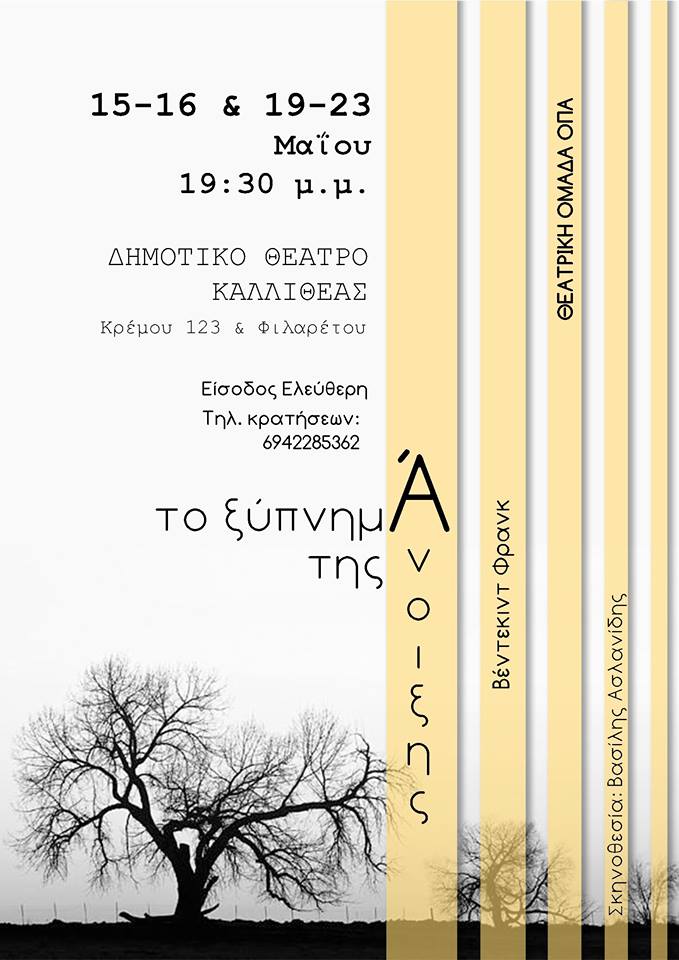 15-16 & 19-23
Μαΐου
19:30 μ.μ.
ΔΗΜΟΤΙΚΟ ΘΕΑΤΡΟ
ΚΑΛΛΙΘΕΑΣ
Κρέμου 123 & Φιλαρέτου
Είσοδος Ελεύθερη
Τηλ. κρατήσεων:
6942285362
το ξύπνημΆ
της
Άνοιξης
Βέντεκιντ Φρανκ
ΘΕΑΤΡΙΚΗ ΟΜΑΔΑ ΟΠΑ
Σκηνοθεσία: Βασίλης Ασλανίδης